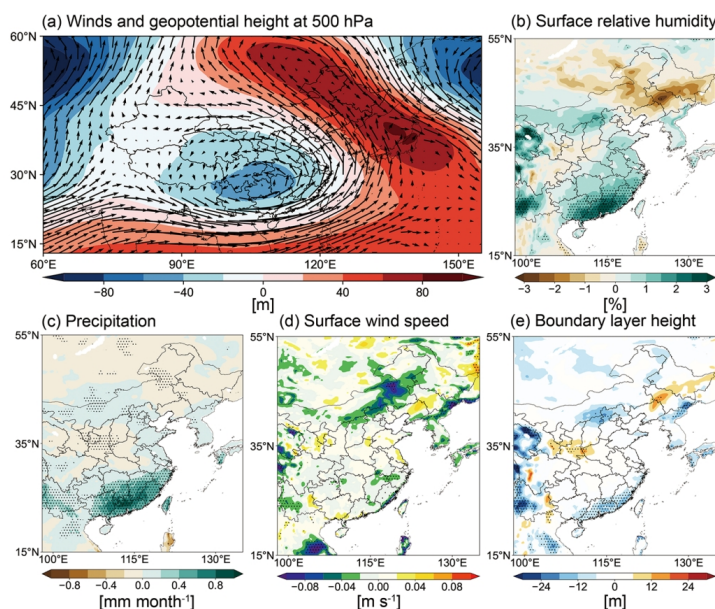 (a) Winds and geopotential height at 500 hPa
60°N
45°N
30°N
15°N
60°E 90°E 120°E 150°E
−80 −40 0 40 80
[m]
(b) Surface relative humidity
55°N
35°N
15°N
100°E 115°E 130°E
−3 −2 −1 0 1 2 3
[%]
(c) Precipitation
55°N
35°N
15°N
100°E 115°E 130°E
−0.8 −0.4 0.0 0.4 0.8
[mm month⁻¹]
(d) Surface wind speed
55°N
35°N
15°N
100°E 115°E 130°E
−0.08 −0.04 0.00 0.04 0.08
[m s⁻¹]
(e) Boundary layer height
55°N
35°N
15°N
100°E 115°E 130°E
−24 −12 0 12 24
[m]